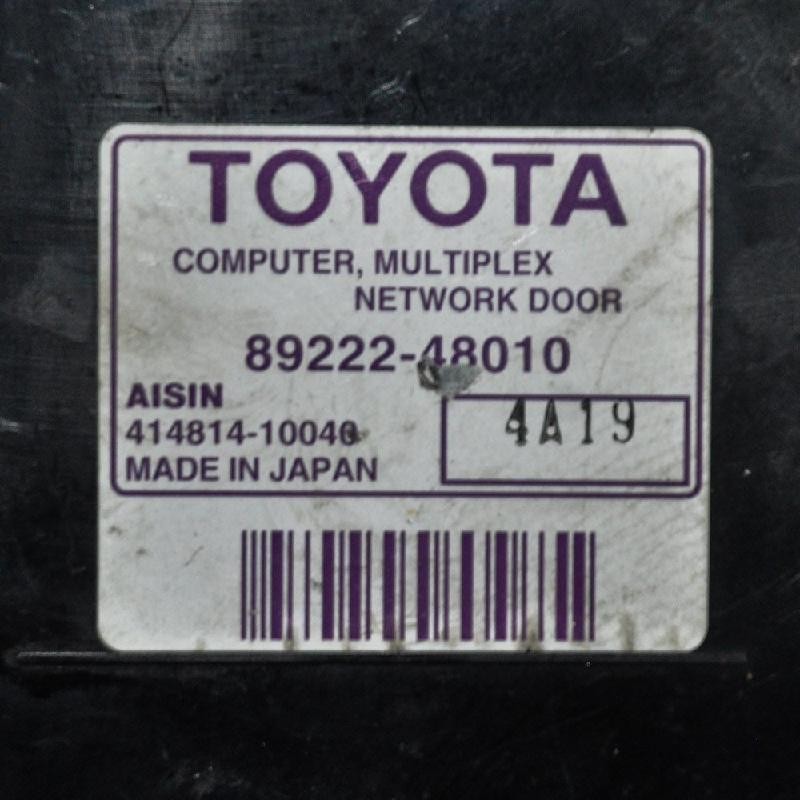 TOYOTA
COMPUTER, MULTIPLEX
NETWORK DOOR
89222-48010
AISIN
414814-10040
4A19
MADE IN JAPAN